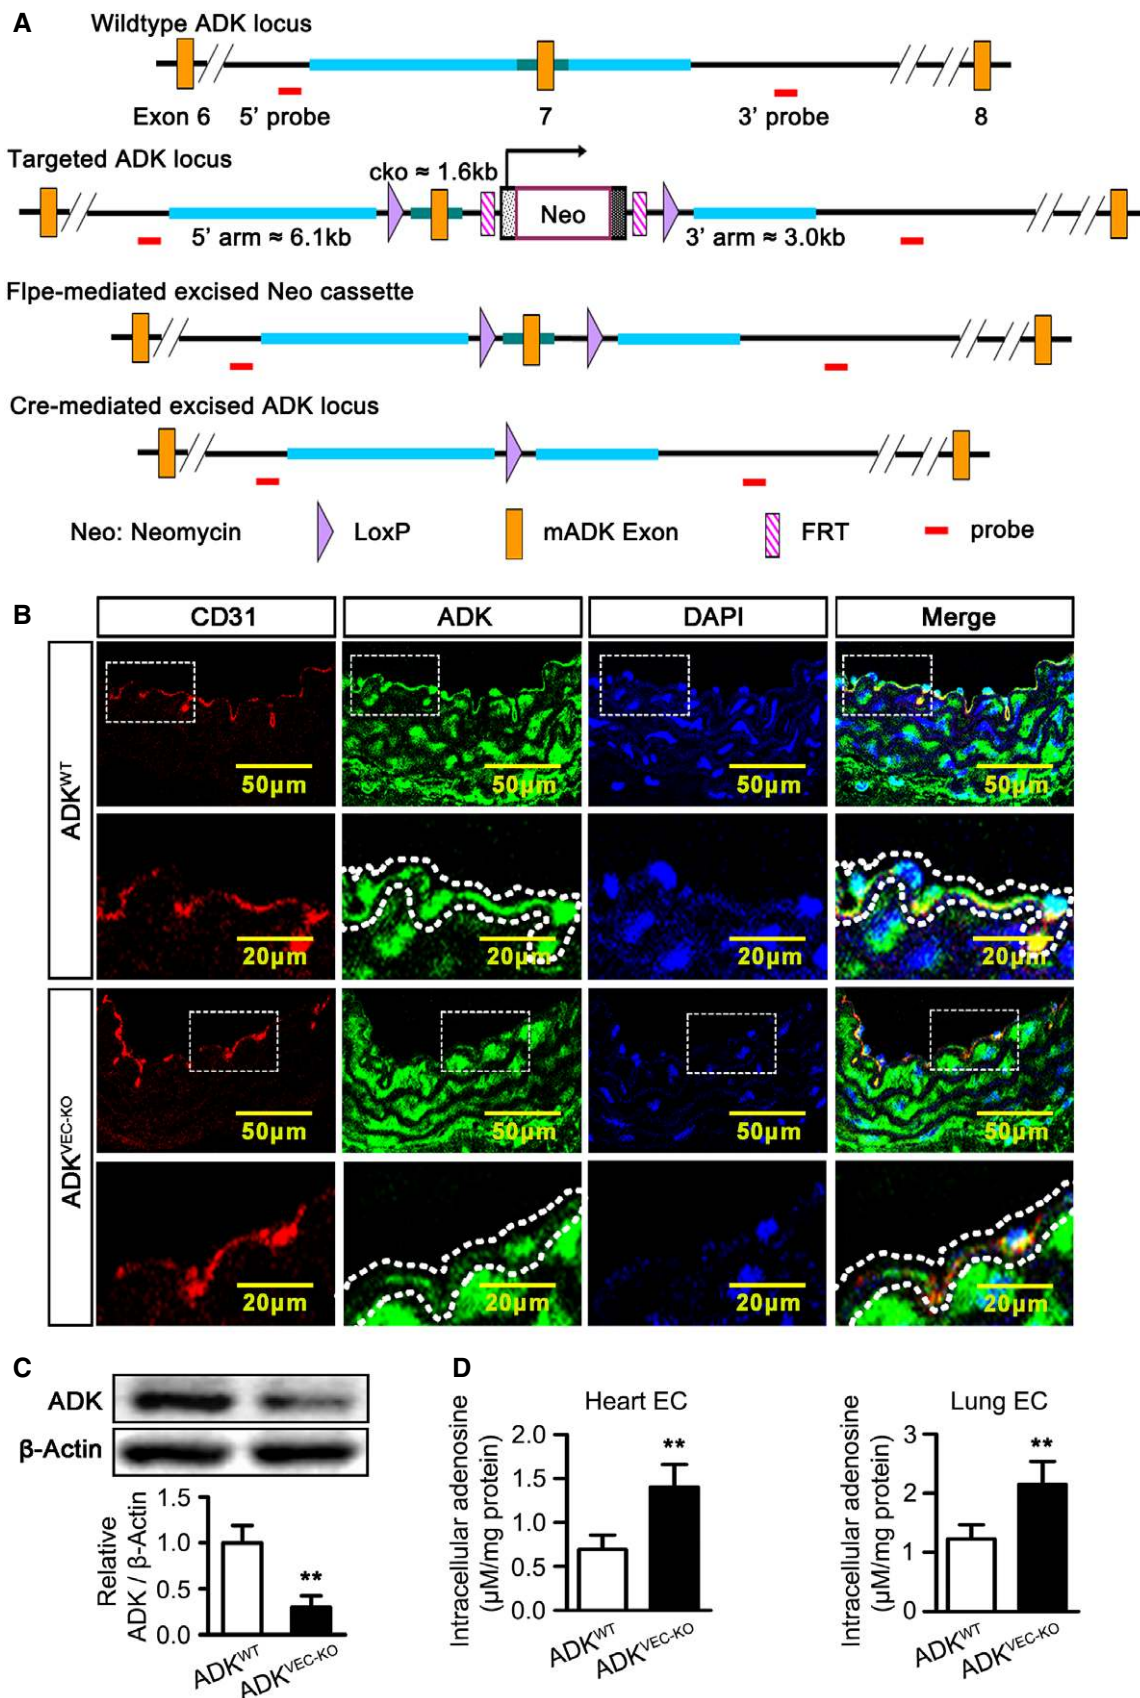 A
Wildtype ADK locus
Exon 6 5' probe 7 3' probe 8
Targeted ADK locus
cko ≈ 1.6kb
Neo
5' arm ≈ 6.1kb 3' arm ≈ 3.0kb
Flpe-mediated excised Neo cassette
Cre-mediated excised ADK locus
Neo: Neomycin LoxP mADK Exon FRT probe
B
CD31 ADK DAPI Merge
ADK^WT
50μm 50μm 50μm 50μm
20μm 20μm 20μm 20μm
ADK^VEC-KO
50μm 50μm 50μm 50μm
20μm 20μm 20μm 20μm
C
ADK
β-Actin
Relative
ADK / β-Actin
1.5
1.0
0.5
0.0
**
ADK^WT
ADK^VEC-KO
D
Heart EC
Intracellular adenosine
(μM/mg protein)
2.0
1.5
1.0
0.5
0.0
**
ADK^WT
ADK^VEC-KO
Lung EC
Intracellular adenosine
(μM/mg protein)
3
2
1
0
**
ADK^WT
ADK^VEC-KO